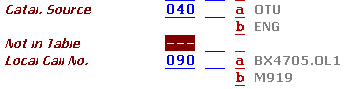 Catal. Source 040 a OTU
b ENG
Not in Table ---
Local Call No. 090 a BX4705.OL1
b M919